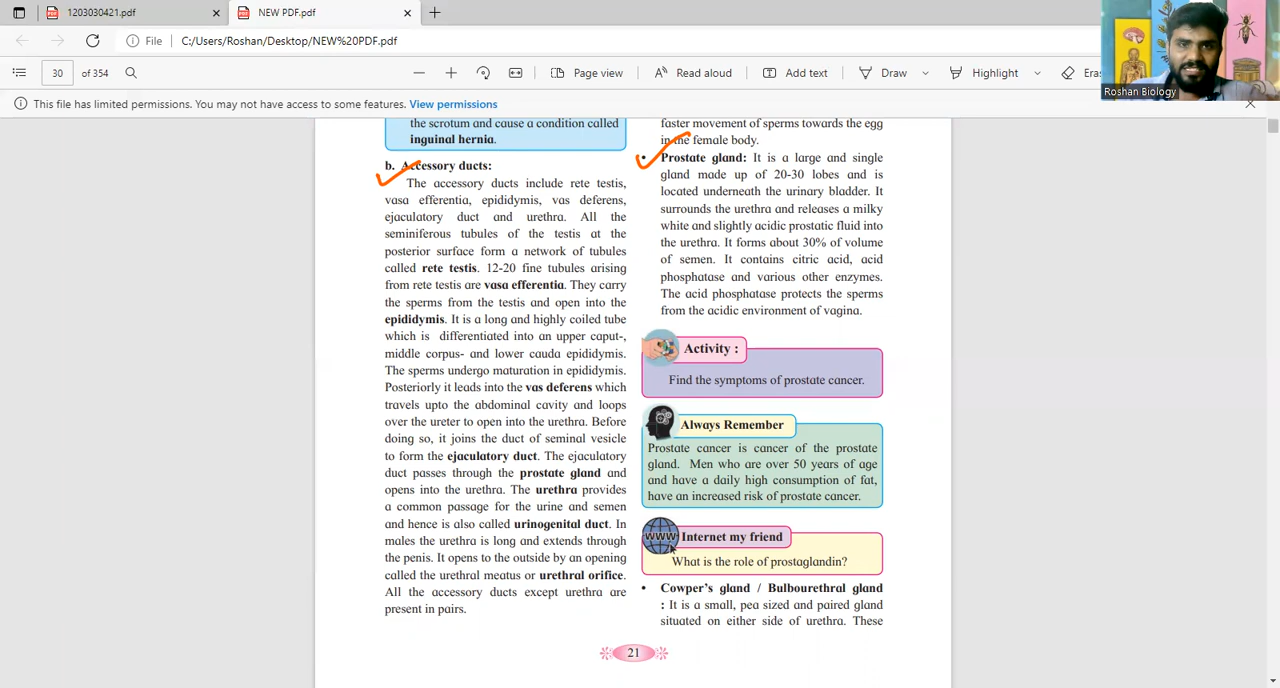 1203030421.pdf
NEW PDF.pdf
File
C:/Users/Roshan/Desktop/NEW%20PDF.pdf
30 of 354
Page view
Read aloud
Add text
Draw
Highlight
Roshan Biology
This file has limited permissions. You may not have access to some features. View permissions
the scrotum and cause a condition called
inguinal hernia.
b. Accessory ducts:
The accessory ducts include rete testis,
vasa efferentia, epididymis, vas deferens,
ejaculatory duct and urethra. All the
seminiferous tubules of the testis at the
posterior surface form a network of tubules
called rete testis. 12-20 fine tubules arising
from rete testis are vasa efferentia. They carry
the sperms from the testis and open into the
epididymis. It is a long and highly coiled tube
which is differentiated into an upper caput-,
middle corpus- and lower cauda epididymis.
The sperms undergo maturation in epididymis.
Posteriorly it leads into the vas deferens which
travels upto the abdominal cavity and loops
over the ureter to open into the urethra. Before
doing so, it joins the duct of seminal vesicle
to form the ejaculatory duct. The ejaculatory
duct passes through the prostate gland and
opens into the urethra. The urethra provides
a common passage for the urine and semen
and hence is also called urinogenital duct. In
males the urethra is long and extends through
the penis. It opens to the outside by an opening
called the urethral meatus or urethral orifice.
All the accessory ducts except urethra are
present in pairs.
faster movement of sperms towards the egg
in the female body.
• Prostate gland: It is a large and single
gland made up of 20-30 lobes and is
located underneath the urinary bladder. It
surrounds the urethra and releases a milky
white and slightly acidic prostatic fluid into
the urethra. It forms about 30% of volume
of semen. It contains citric acid, acid
phosphatase and various other enzymes.
The acid phosphatase protects the sperms
from the acidic environment of vagina.
Activity :
Find the symptoms of prostate cancer.
Always Remember
Prostate cancer is cancer of the prostate
gland. Men who are over 50 years of age
and have a daily high consumption of fat,
have an increased risk of prostate cancer.
WWW
Internet my friend
What is the role of prostaglandin?
• Cowper's gland / Bulbourethral gland
: It is a small, pea sized and paired gland
situated on either side of urethra. These
21